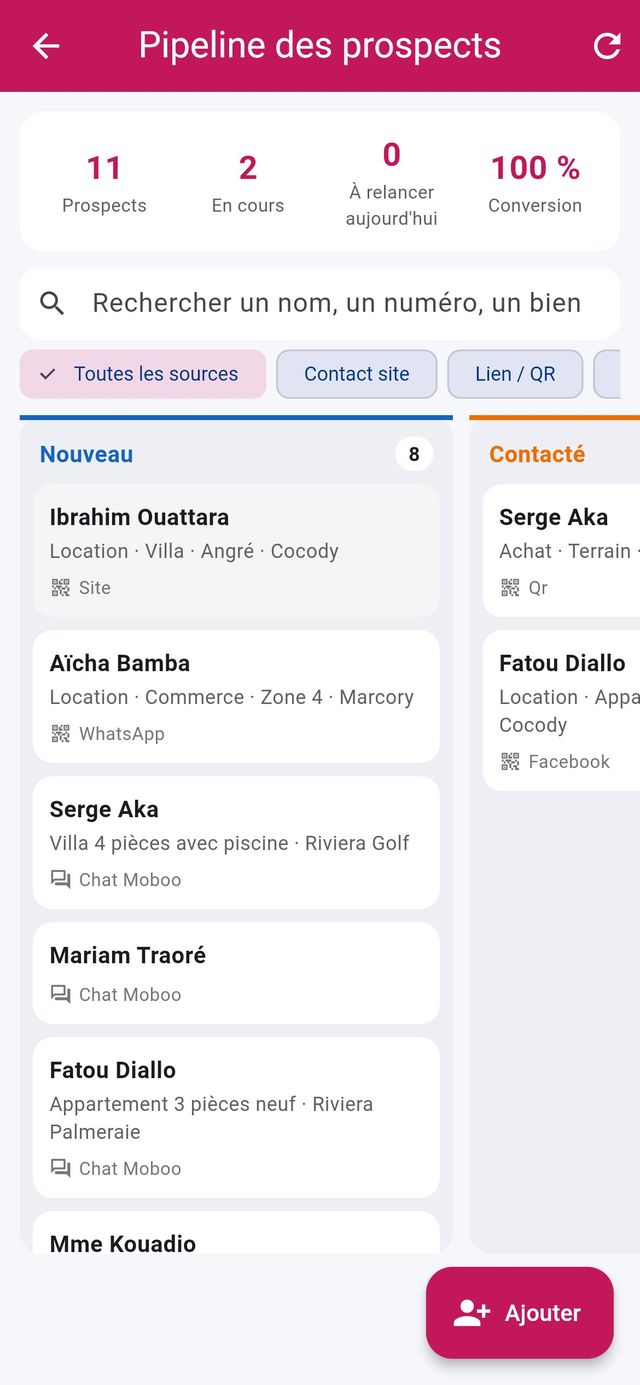 Pipeline des prospects
11
Prospects
2
En cours
0
À relancer
aujourd'hui
100 %
Conversion
Rechercher un nom, un numéro, un bien
Toutes les sources
Contact site
Lien / QR
Nouveau
8
Ibrahim Ouattara
Location · Villa · Angré · Cocody
Site
Aïcha Bamba
Location · Commerce · Zone 4 · Marcory
WhatsApp
Serge Aka
Villa 4 pièces avec piscine · Riviera Golf
Chat Moboo
Mariam Traoré
Chat Moboo
Fatou Diallo
Appartement 3 pièces neuf · Riviera
Palmeraie
Chat Moboo
Mme Kouadio
Contacté
Serge Aka
Achat · Terrain ·
Qr
Fatou Diallo
Location · Appa
Cocody
Facebook
Ajouter